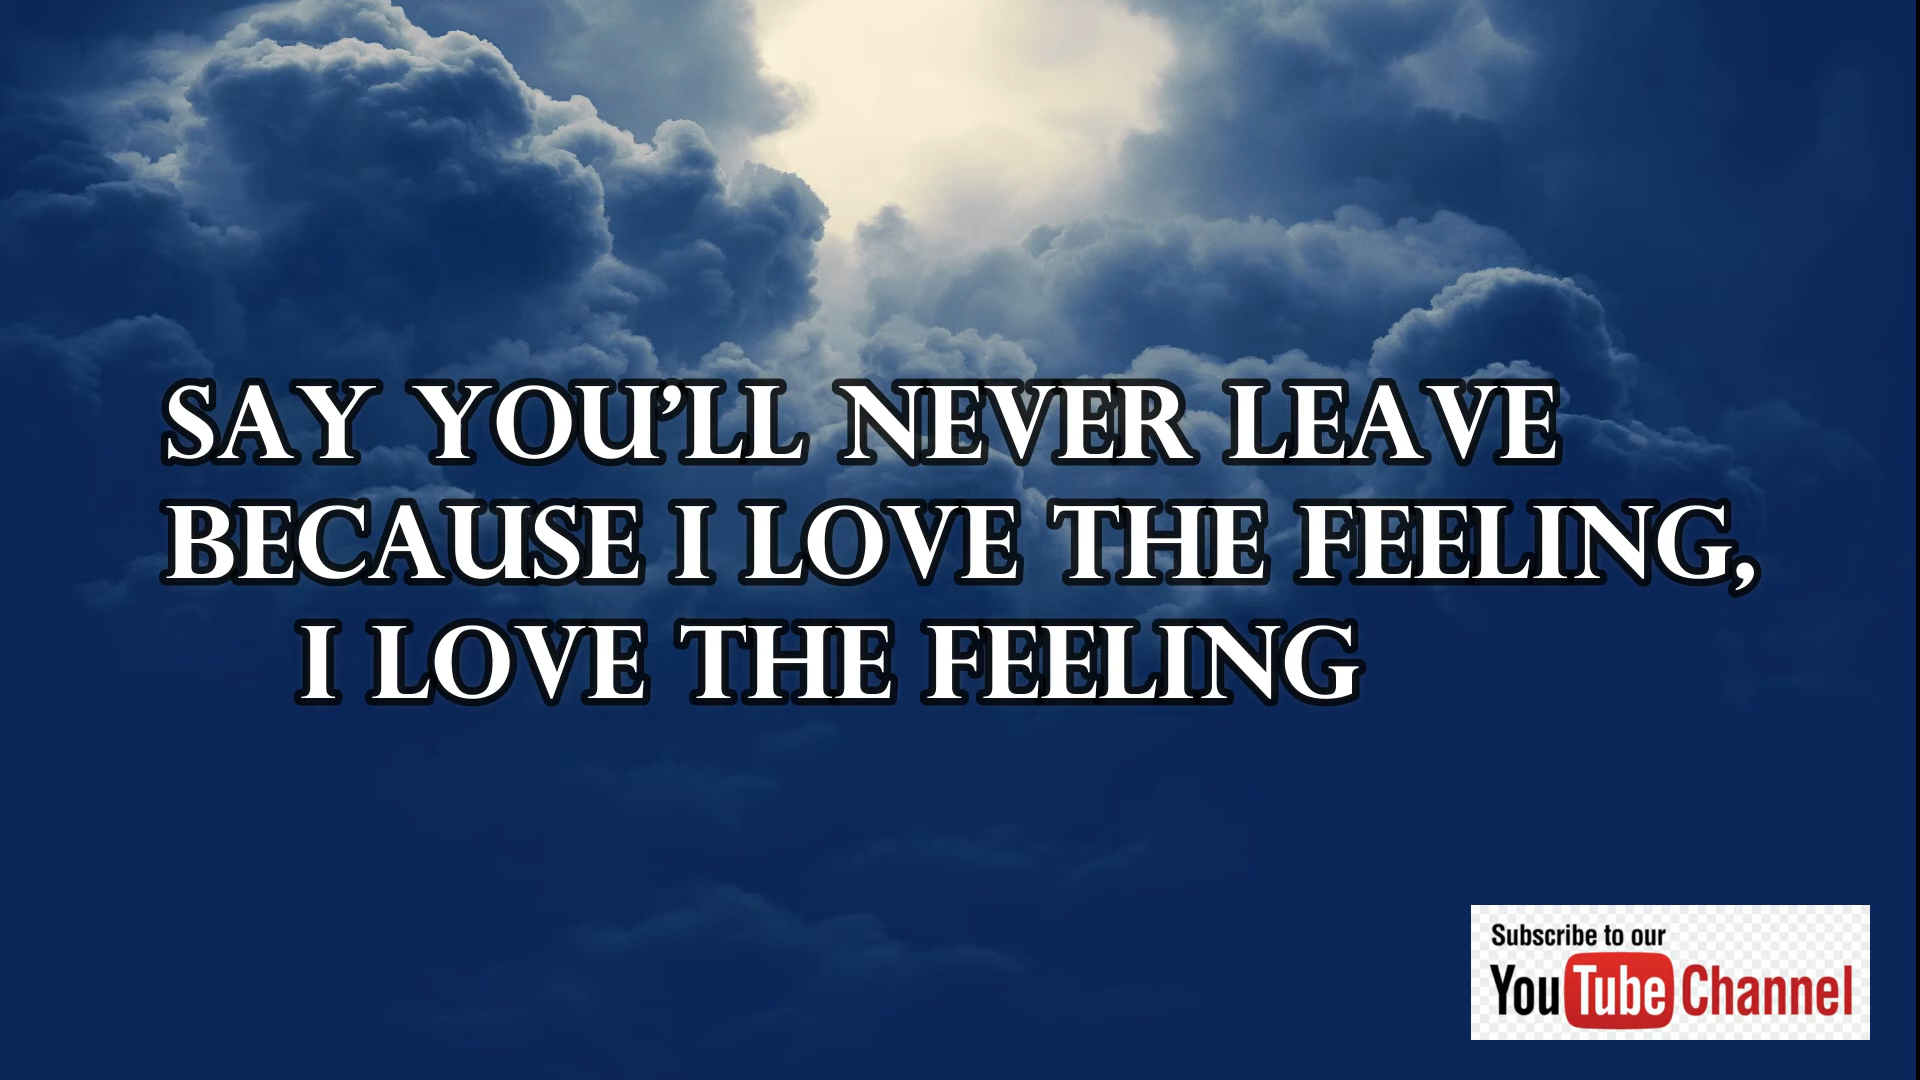 SAY YOU’LL NEVER LEAVE
BECAUSE I LOVE THE FEELING,
I LOVE THE FEELING
Subscribe to our
YouTube Channel